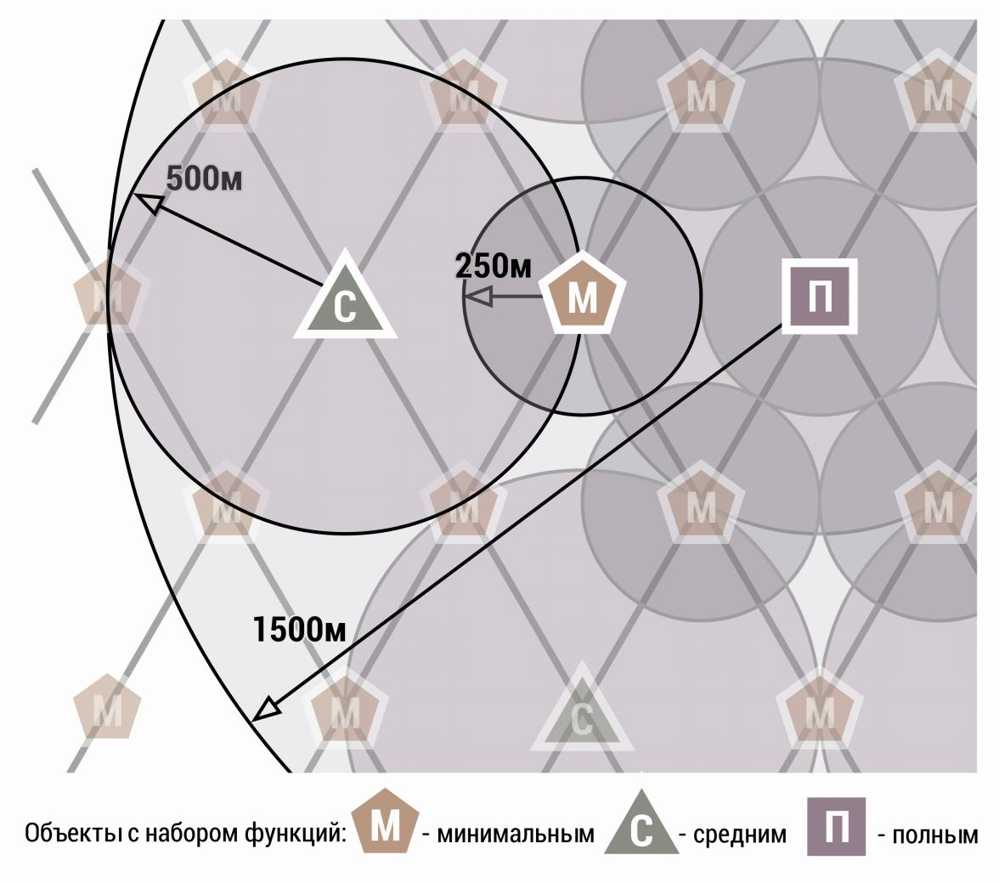 М М М М
500м
250м
М С М П
М М М М
1500м
М М С М
Объекты с набором функций: М - минимальным С - средним П - полным